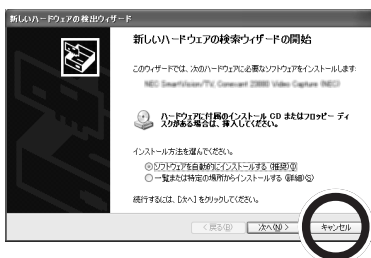 新しいハードウェアの検出ウィザード
新しいハードウェアの検索ウィザードの開始
このウィザードでは、次のハードウェアに必要なソフトウェアをインストールします:
NEC SmartVision/TV, Conexant 23880 Video Capture (NEC)
ハードウェアに付属のインストール CD またはフロッピー ディ
スクがある場合は、挿入してください。
インストール方法を選んでください。
ソフトウェアを自動的にインストールする (推奨)(I)
一覧または特定の場所からインストールする (詳細)(S)
続行するには、[次へ] をクリックしてください。
< 戻る(B) 次へ(N) > キャンセル